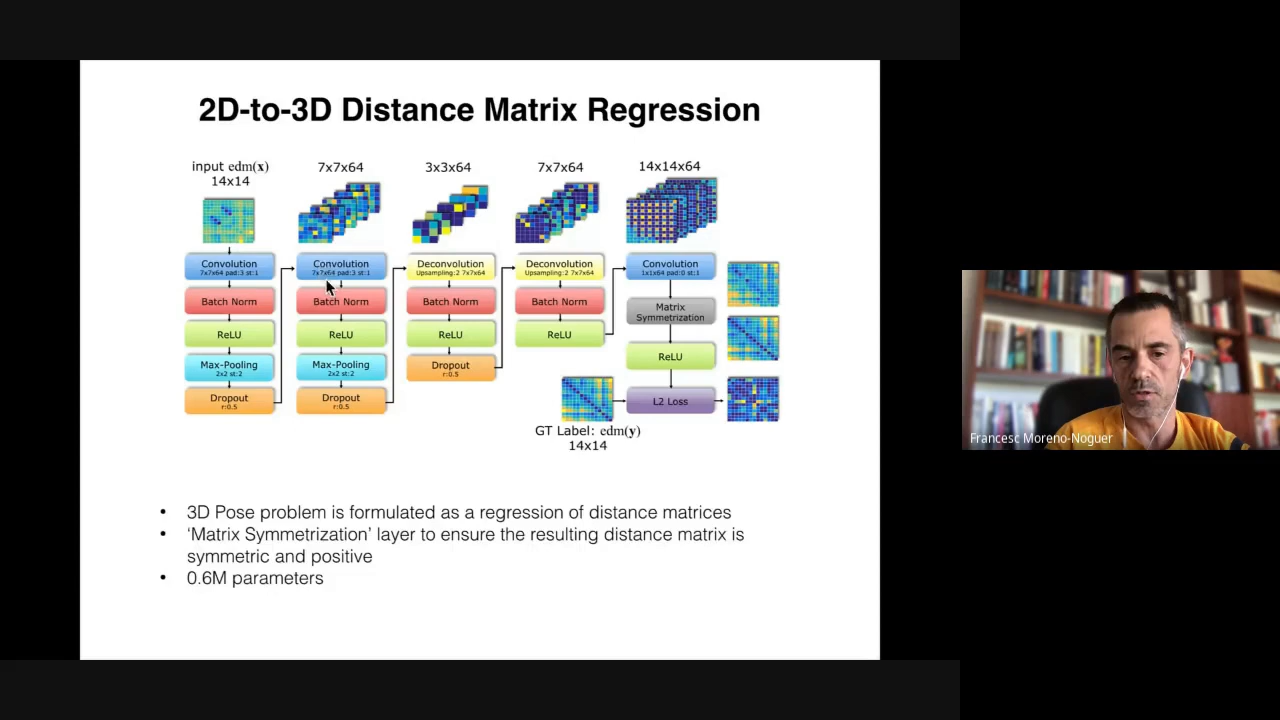 2D-to-3D Distance Matrix Regression
input edm(x)
14x14
7x7x64
3x3x64
7x7x64
14x14x64
Convolution
7x7x64 pad:3 st:1
Batch Norm
ReLU
Max-Pooling
2x2 st:2
Dropout
r:0.5
Convolution
7x7x64 pad:3 st:1
Batch Norm
ReLU
Max-Pooling
2x2 st:2
Dropout
r:0.5
Deconvolution
Upsampling:2 7x7x64
Batch Norm
ReLU
Dropout
r:0.5
Deconvolution
Upsampling:2 7x7x64
Batch Norm
ReLU
Convolution
1x1x64 pad:0 st:1
Matrix
Symmetrization
ReLU
L2 Loss
GT Label: edm(y)
14x14
• 3D Pose problem is formulated as a regression of distance matrices
• ‘Matrix Symmetrization’ layer to ensure the resulting distance matrix is
symmetric and positive
• 0.6M parameters
Francesc Moreno-Noguer